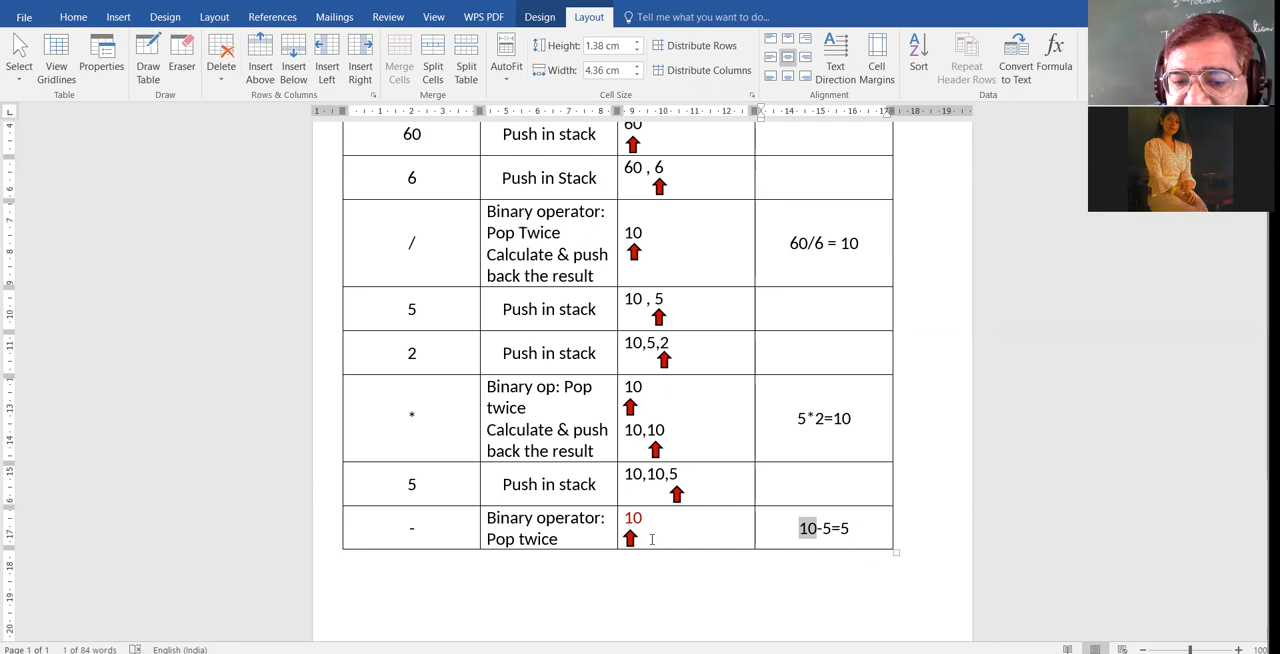 File Home Insert Design Layout References Mailings Review View WPS PDF Design Layout Tell me what you want to do...
Select View Gridlines Properties Draw Table Eraser Delete Insert Above Insert Below Insert Left Insert Right Merge Cells Split Cells Split Table AutoFit Height: 1.38 cm Distribute Rows Text Direction Cell Margins Sort Repeat Header Rows Convert to Text Formula
Width: 4.36 cm Distribute Columns
Table Draw Rows & Columns Merge Cell Size Alignment Data
60 Push in stack 60
6 Push in Stack 60 , 6
/ Binary operator: 10 60/6 = 10
Pop Twice
Calculate & push
back the result
5 Push in stack 10 , 5
2 Push in stack 10,5,2
* Binary op: Pop 10 5*2=10
twice
Calculate & push 10,10
back the result
5 Push in stack 10,10,5
- Binary operator: 10 10-5=5
Pop twice
Page 1 of 1 1 of 84 words English (India) 100